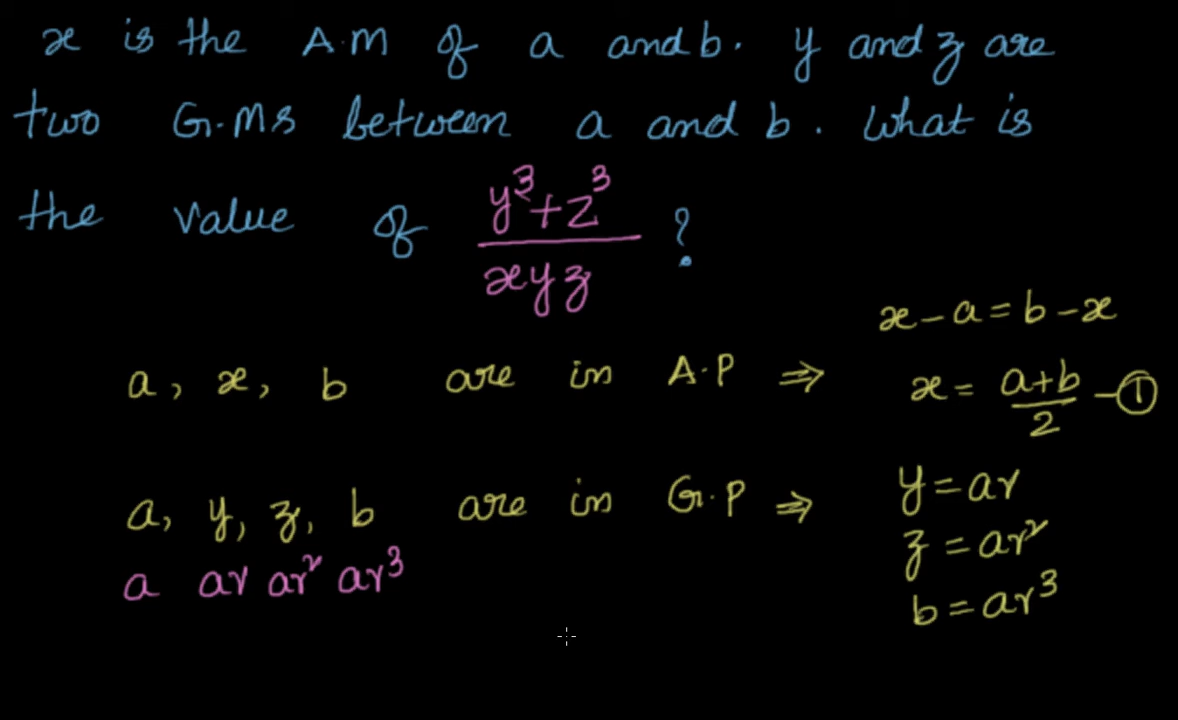 x is the A.M of a and b. y and z are
two G.Ms between a and b. What is
the value of y³+z³ / xyz ?
x - a = b - x
a, x, b are in A.P ⇒ x = a+b / 2 - ①
a, y, z, b are in G.P ⇒ y = ar
a ar ar² ar³ z = ar²
b = ar³